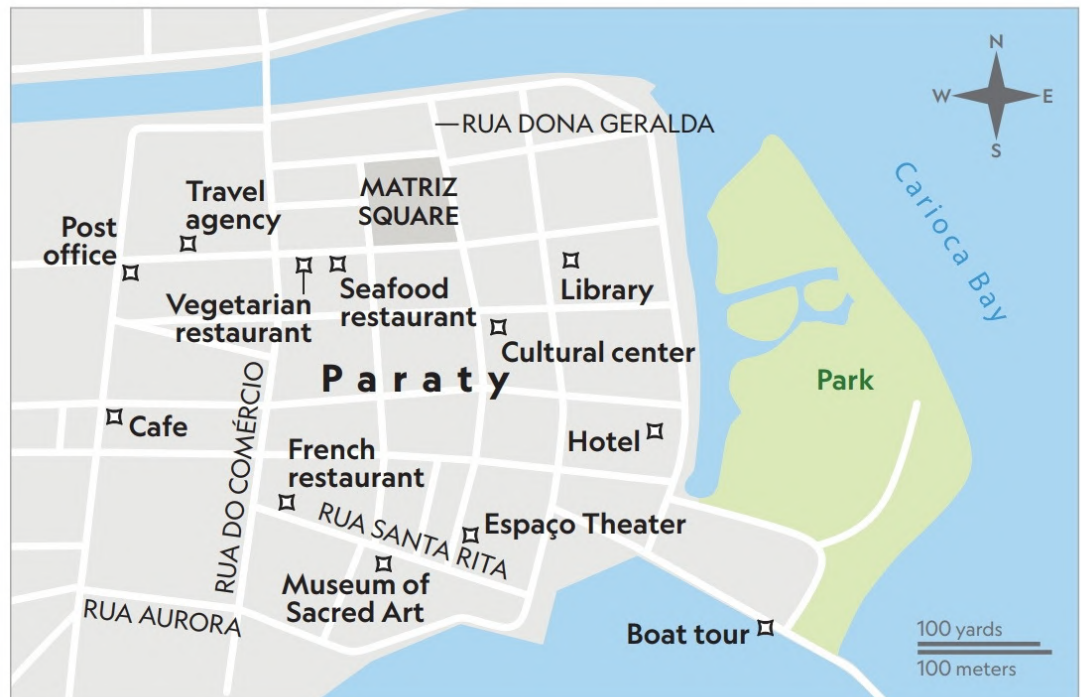 N
W
E
S
RUA DONA GERALDA
Carioca Bay
Travel
agency
MATRIZ
SQUARE
Post
office
Vegetarian
restaurant
Seafood
restaurant
Library
Cultural center
Paraty
Park
Cafe
RUA DO COMÉRCIO
French
restaurant
Hotel
RUA SANTA RITA
Espaço Theater
Museum of
Sacred Art
RUA AURORA
Boat tour
100 yards
100 meters